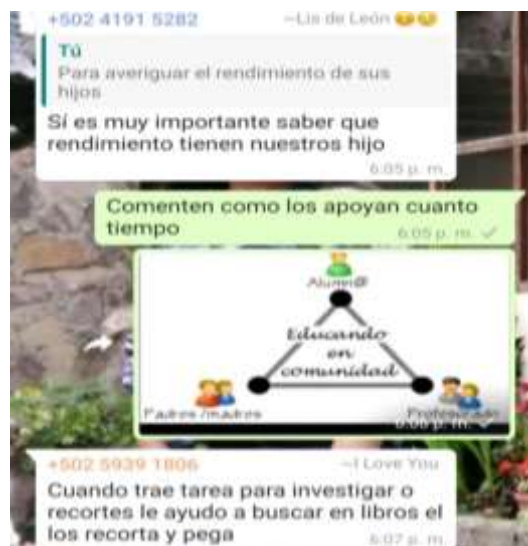 +502 4191 5282 ~Lis de León
Tú
Para averiguar el rendimiento de sus
hijos
Sí es muy importante saber que
rendimiento tienen nuestros hijo
6:05 p. m.
Comenten como los apoyan cuanto
tiempo
6:05 p. m.
Alumn@
Educando
en
comunidad
Padres /madres Profesorado
6:06 p. m.
+502 5939 1806 ~I Love You
Cuando trae tarea para investigar o
recortes le ayudo a buscar en libros el
los recorta y pega
6:07 p. m.